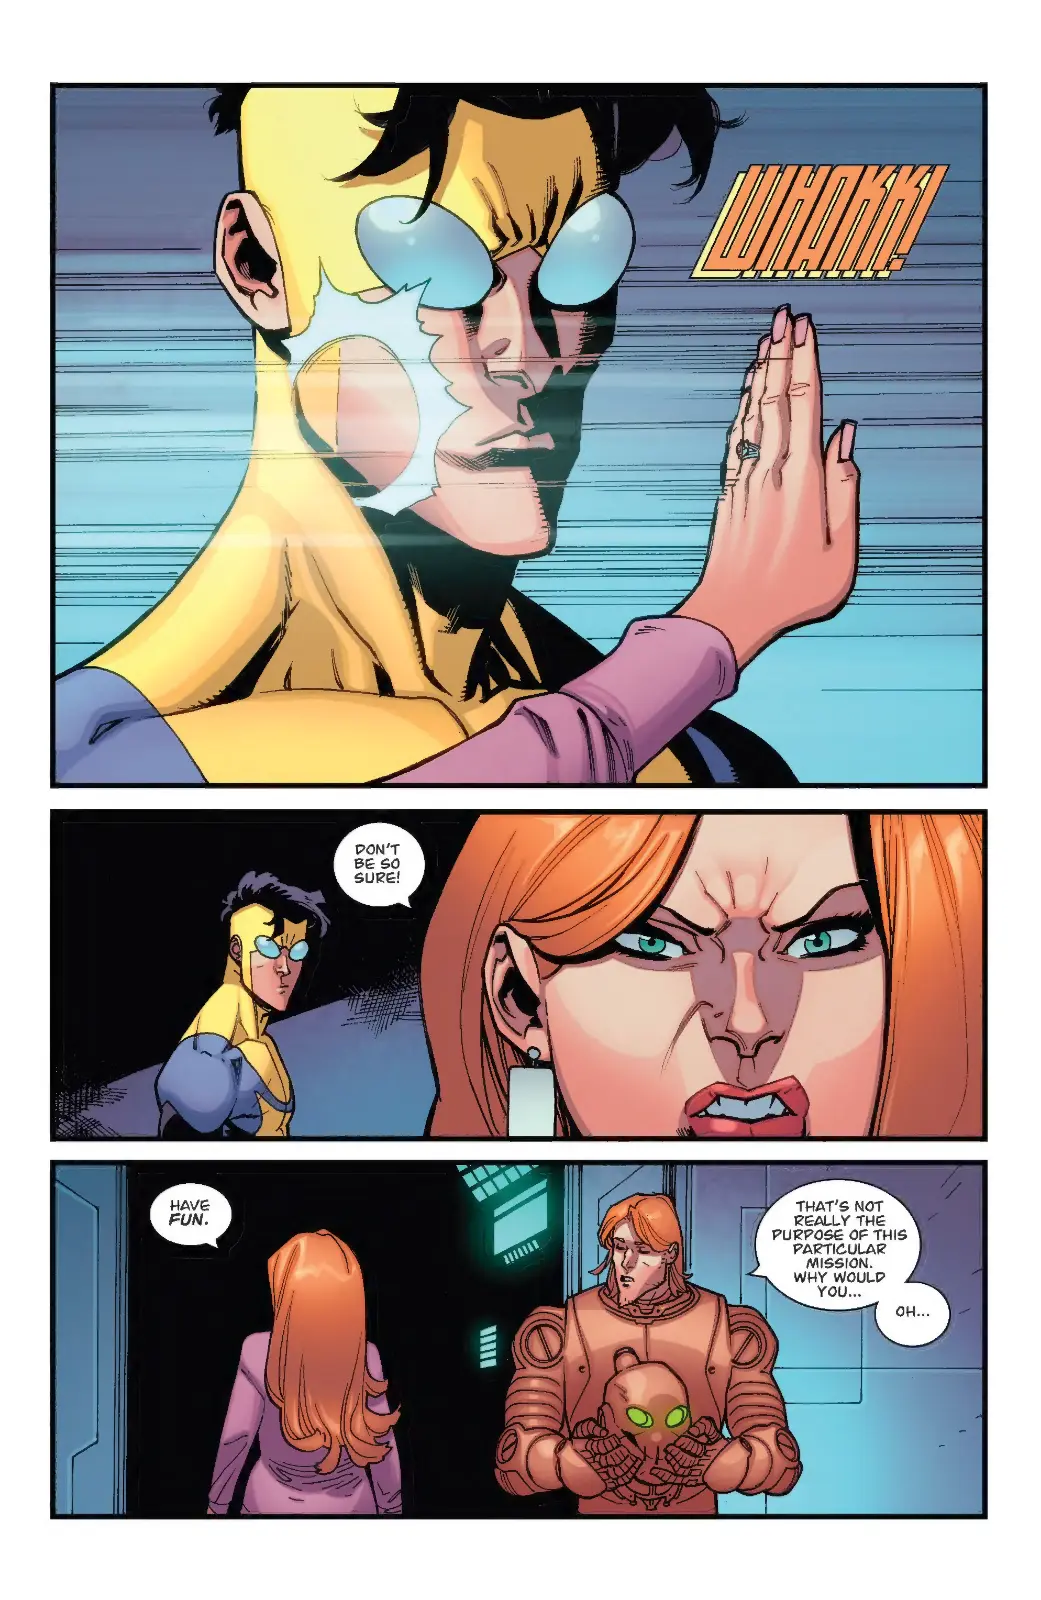 WHAKK!
DON'T
BE SO
SURE!
HAVE
FUN.
THAT'S NOT
REALLY THE
PURPOSE OF THIS
PARTICULAR
MISSION.
WHY WOULD
YOU...
OH...